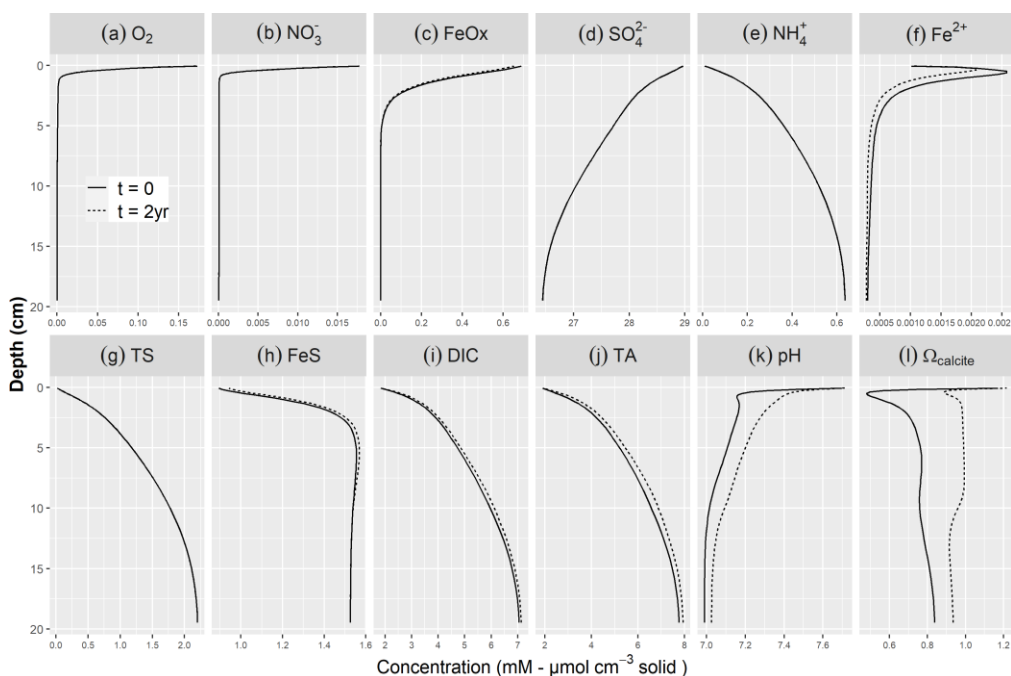 (a) O₂ (b) NO₃⁻ (c) FeOx (d) SO₄²⁻ (e) NH₄⁺ (f) Fe²⁺
0
5
10
15
20
t = 0
t = 2yr
0.00 0.05 0.10 0.15 0.000 0.005 0.010 0.015 0.0 0.2 0.4 0.6 27 28 29 0.0 0.2 0.4 0.6 0.0005 0.0010 0.0015 0.0020 0.002
(g) TS (h) FeS (i) DIC (j) TA (k) pH (l) Ωcalcite
0
5
10
15
20
0.0 0.5 1.0 1.5 2.0 1.0 1.2 1.4 1.6 2 3 4 5 6 7 2 4 6 8 7.0 7.2 7.4 7.6 0.6 0.8 1.0 1.2
Depth (cm)
Concentration (mM - μmol cm⁻³ solid )